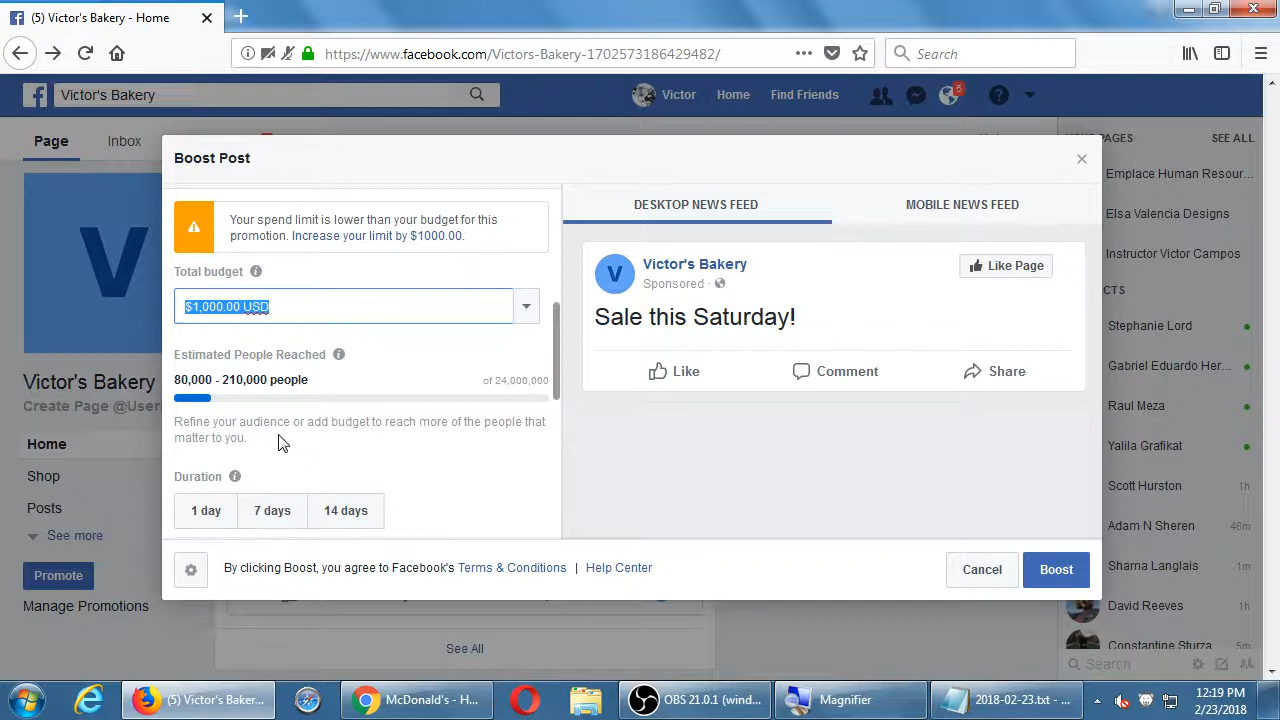 (5) Victor's Bakery - Home
https://www.facebook.com/Victors-Bakery-1702573186429482/
Search
Victor's Bakery
Victor
Home
Find Friends
5
Page
Inbox
PAGES
SEE ALL
Boost Post
Your spend limit is lower than your budget for this
promotion. Increase your limit by $1000.00.
Total budget
$1,000.00 USD
Estimated People Reached
80,000 - 210,000 people
of 24,000,000
Refine your audience or add budget to reach more of the people that
matter to you.
Duration
1 day
7 days
14 days
DESKTOP NEWS FEED
MOBILE NEWS FEED
V
Victor's Bakery
Sponsored ·
Like Page
Sale this Saturday!
Like
Comment
Share
By clicking Boost, you agree to Facebook's Terms & Conditions | Help Center
Cancel
Boost
V
Victor's Bakery
Create Page @User
Home
Shop
Posts
See more
Promote
Manage Promotions
See All
Emplace Human Resour...
Elsa Valencia Designs
Instructor Victor Campos
CTS
Stephanie Lord
Gabriel Eduardo Her...
Raul Meza
Yalila Grafikat
Scott Hurston 1h
Adam N Sheren 46m
Sharna Langlais 1m
David Reeves 1h
Constantine Sturza 5m
Search
(5) Victor's Baker...
McDonald's - H...
OBS 21.0.1 (wind...
Magnifier
2018-02-23.txt - ...
12:19 PM
2/23/2018